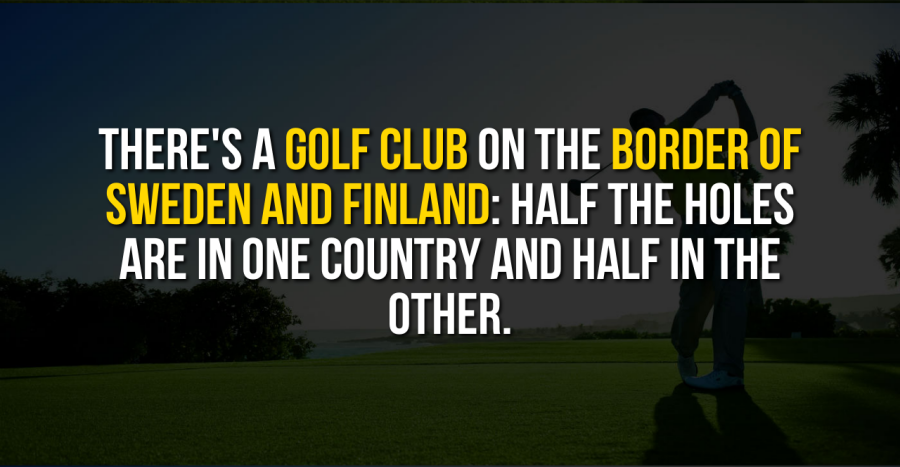 THERE'S A GOLF CLUB ON THE BORDER OF
SWEDEN AND FINLAND: HALF THE HOLES
ARE IN ONE COUNTRY AND HALF IN THE
OTHER.